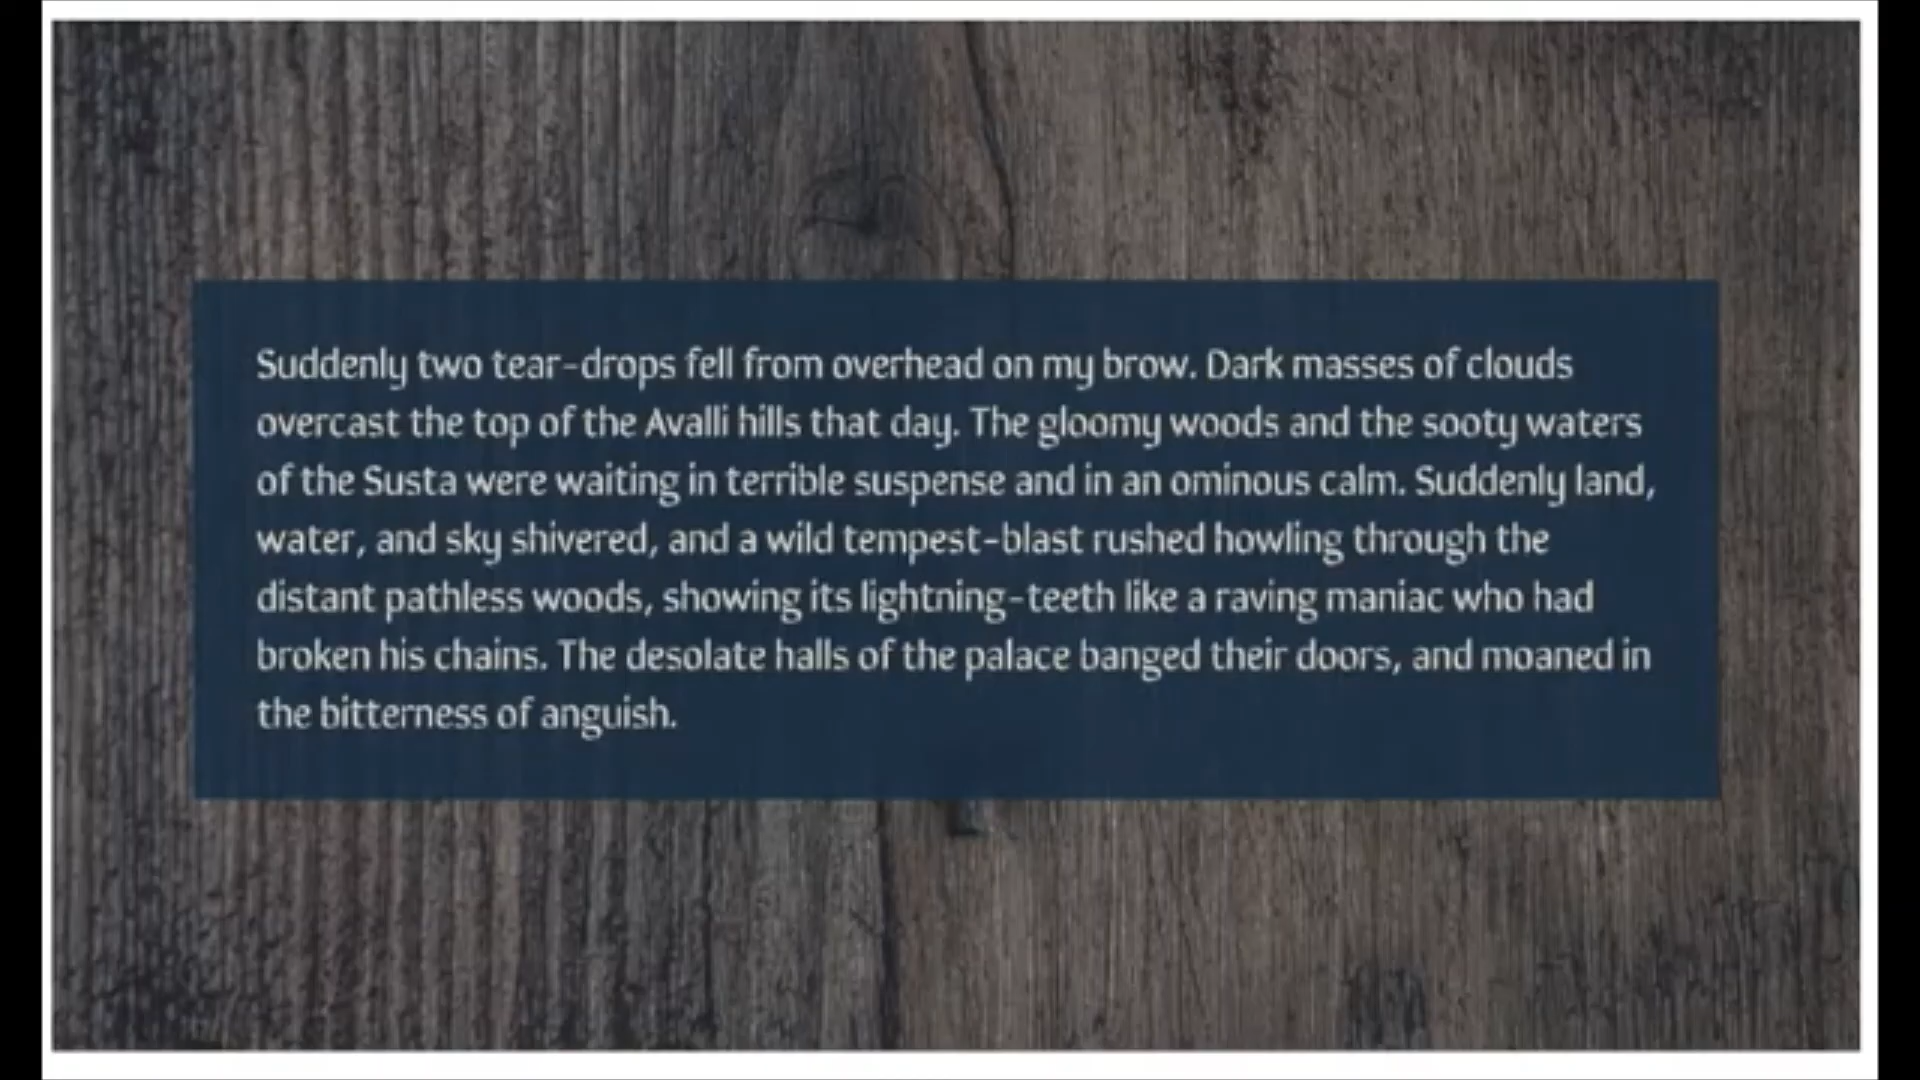 Suddenly two tear-drops fell from overhead on my brow. Dark masses of clouds
overcast the top of the Avalli hills that day. The gloomy woods and the sooty waters
of the Susta were waiting in terrible suspense and in an ominous calm. Suddenly land,
water, and sky shivered, and a wild tempest-blast rushed howling through the
distant pathless woods, showing its lightning-teeth like a raving maniac who had
broken his chains. The desolate halls of the palace banged their doors, and moaned in
the bitterness of anguish.